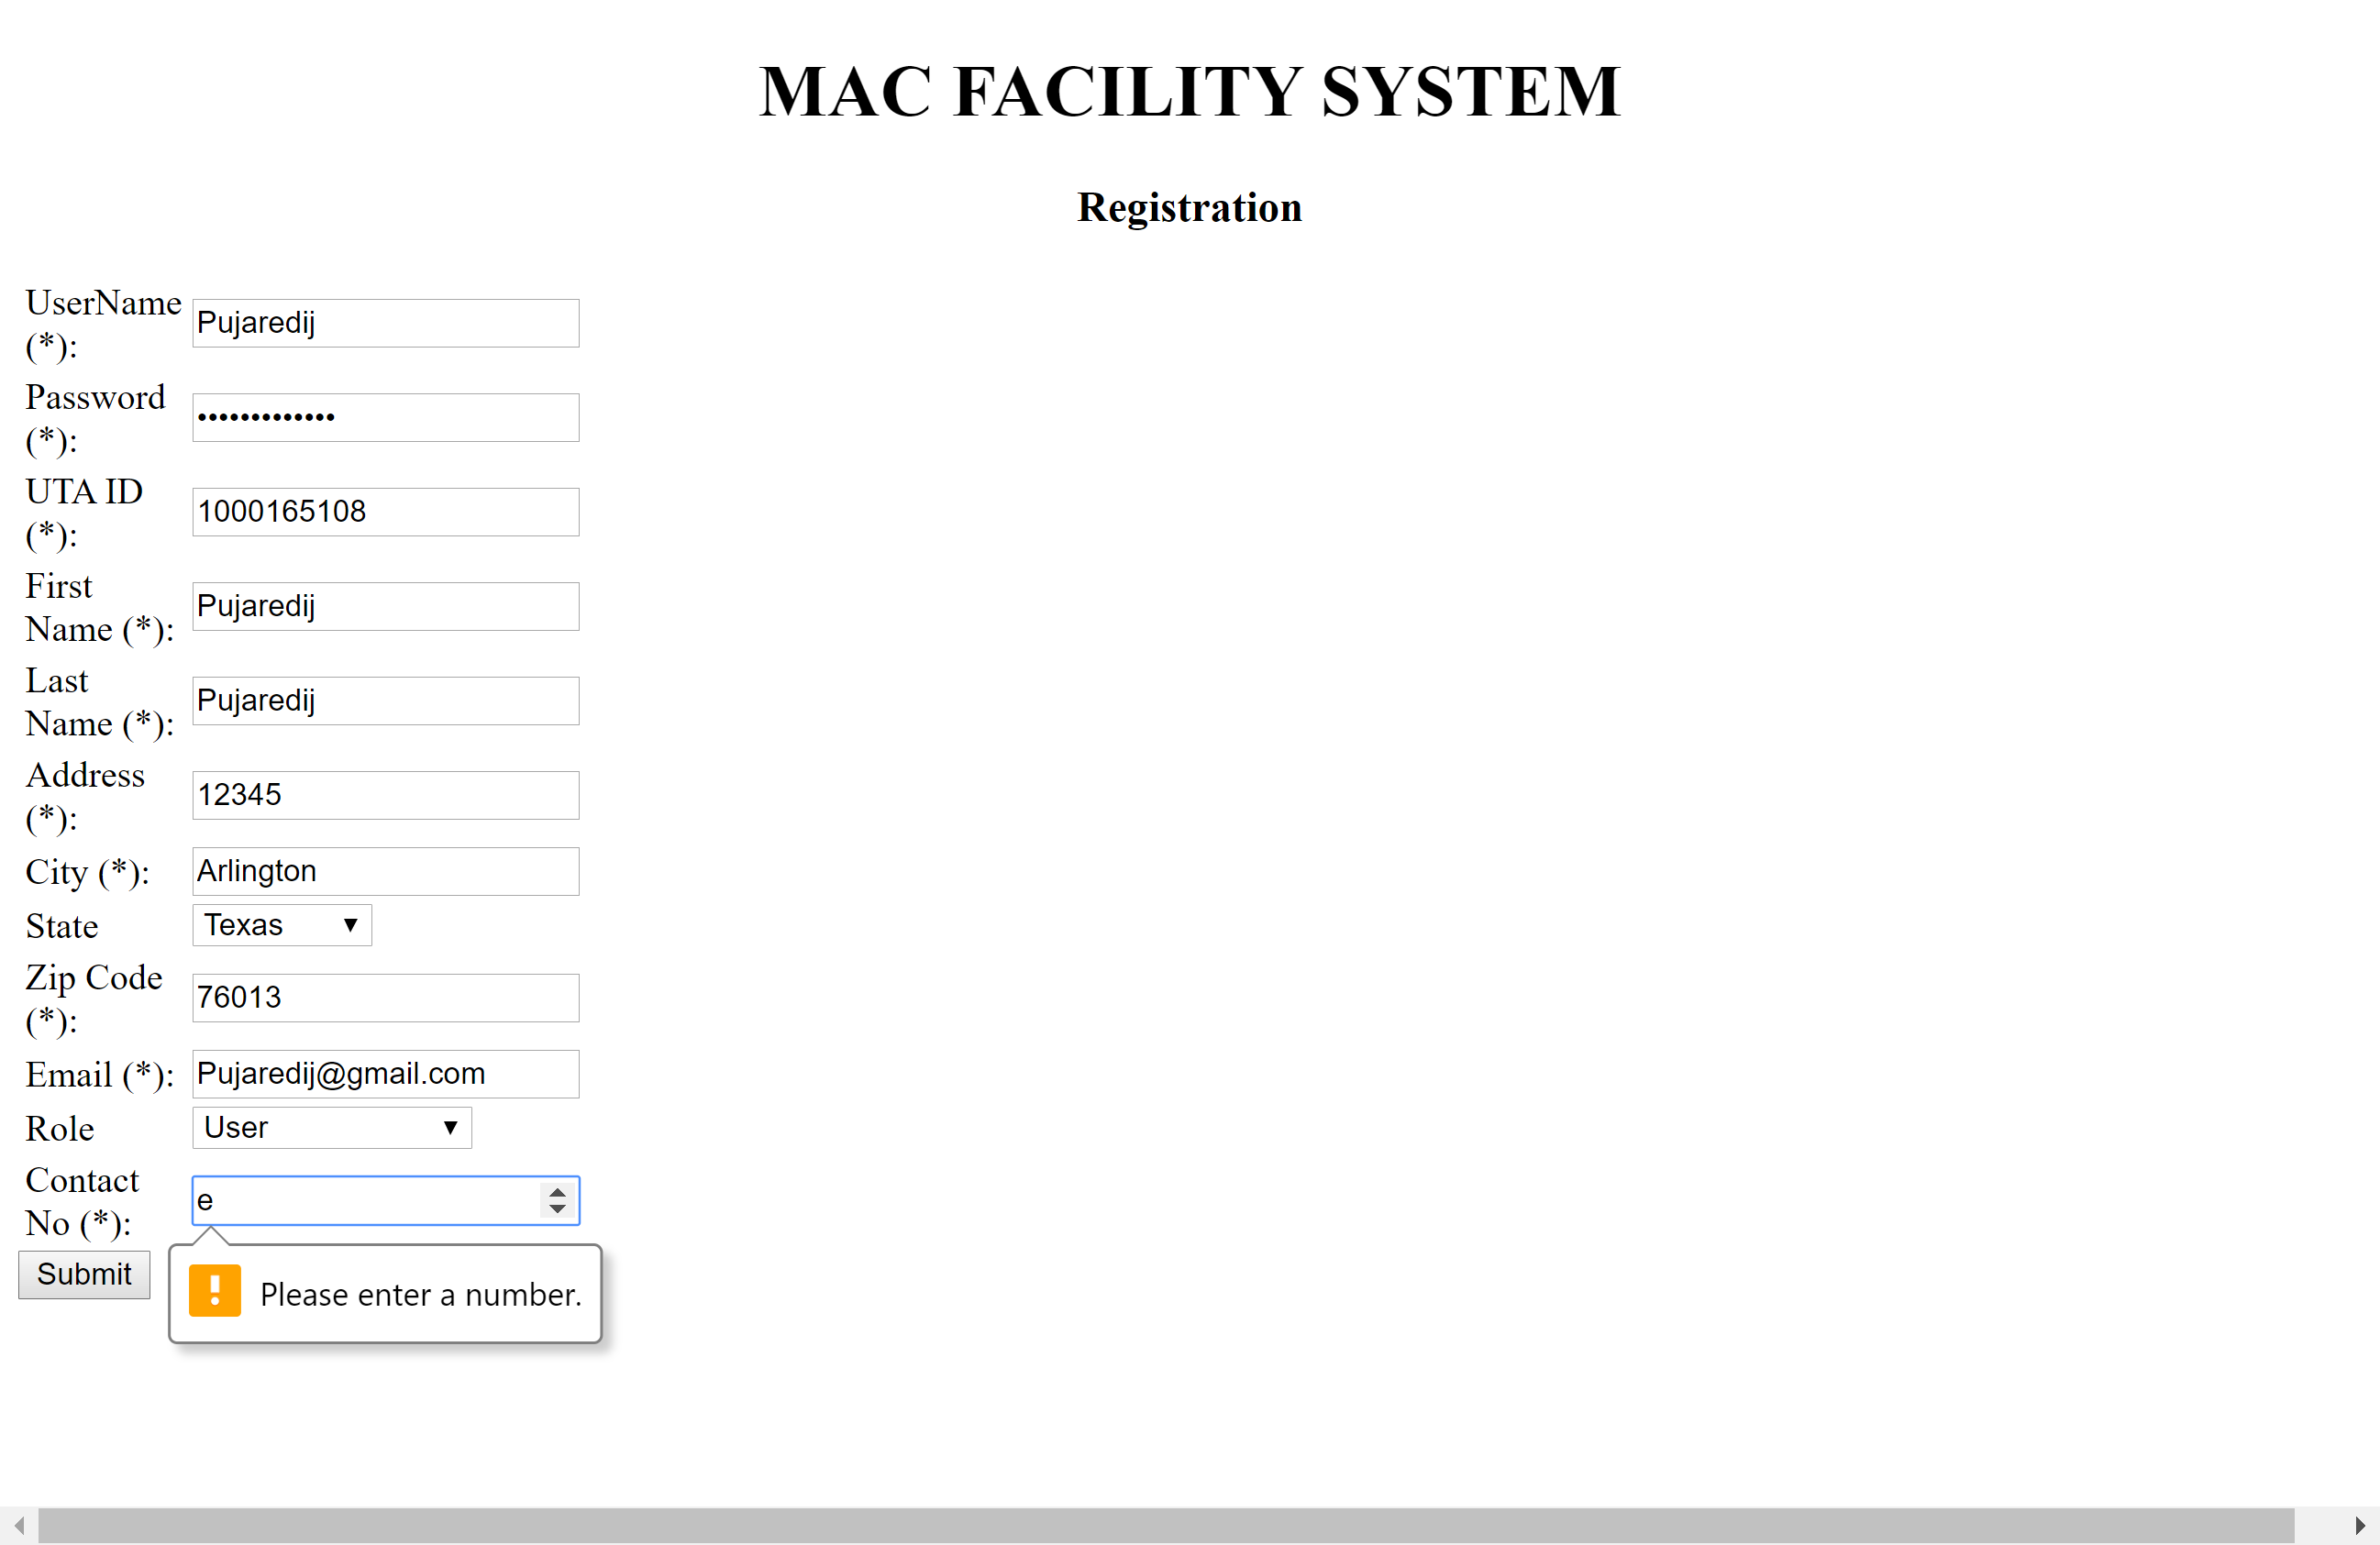 MAC FACILITY SYSTEM
Registration
UserName
(*):
Pujaredij
Password
(*):
•••••••••••••
UTA ID
(*):
1000165108
First
Name (*):
Pujaredij
Last
Name (*):
Pujaredij
Address
(*):
12345
City (*):
Arlington
State
Texas
Zip Code
(*):
76013
Email (*):
Pujaredij@gmail.com
Role
User
Contact
No (*):
e
Submit
Please enter a number.